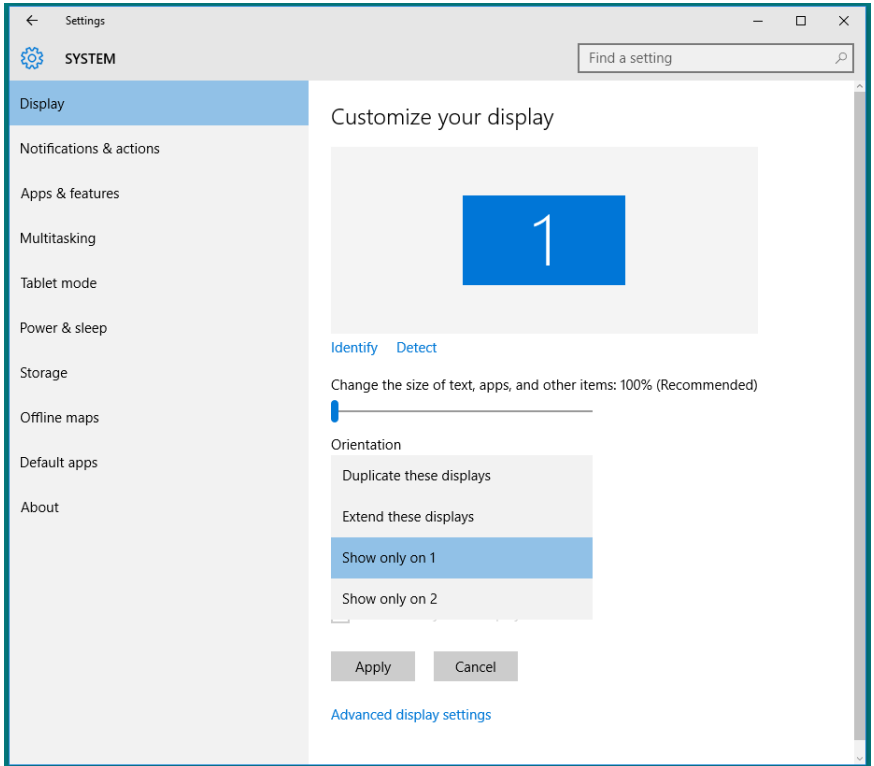 Settings
SYSTEM
Find a setting
Display
Notifications & actions
Apps & features
Multitasking
Tablet mode
Power & sleep
Storage
Offline maps
Default apps
About
Customize your display
1
Identify Detect
Change the size of text, apps, and other items: 100% (Recommended)
Orientation
Duplicate these displays
Extend these displays
Show only on 1
Show only on 2
Apply Cancel
Advanced display settings